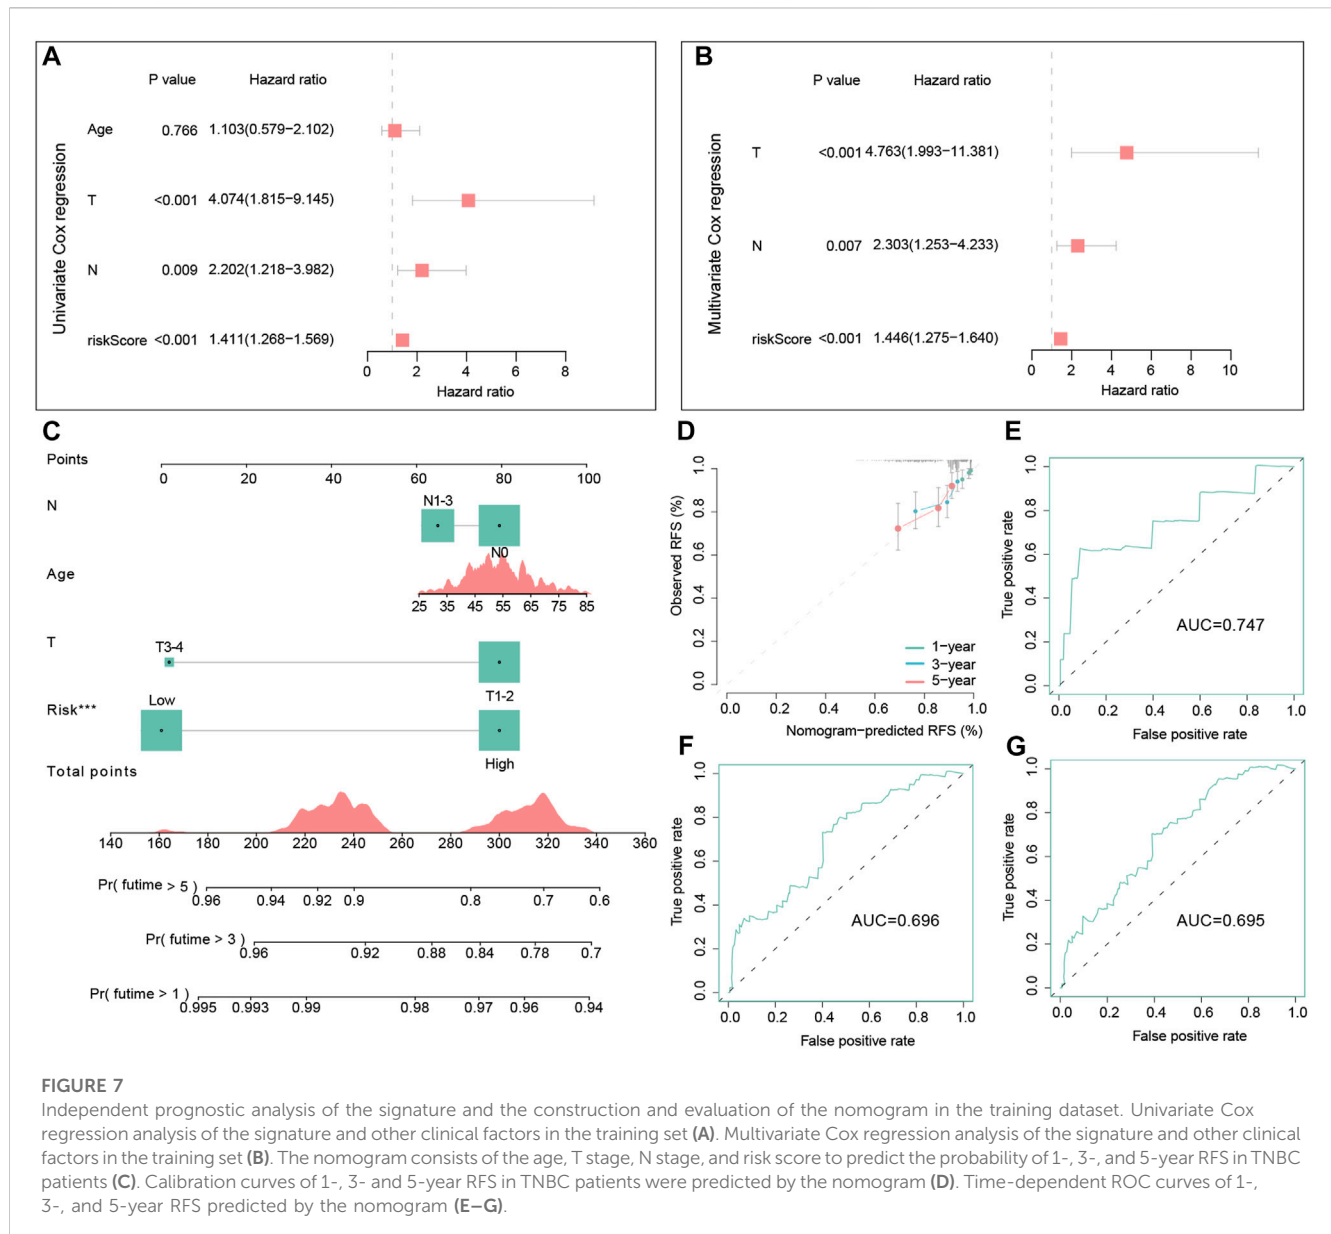 A
P value Hazard ratio
Univariate Cox regression
Age 0.766 1.103(0.579−2.102)
T <0.001 4.074(1.815−9.145)
N 0.009 2.202(1.218−3.982)
riskScore <0.001 1.411(1.268−1.569)
0 2 4 6 8
Hazard ratio
B
P value Hazard ratio
Multivariate Cox regression
T <0.001 4.763(1.993−11.381)
N 0.007 2.303(1.253−4.233)
riskScore <0.001 1.446(1.275−1.640)
0 2 4 6 8 10
Hazard ratio
C
Points 0 20 40 60 80 100
N N1-3
N0
Age
25 35 45 55 65 75 85
T T3-4
T1-2
Risk*** Low
High
Total points
140 160 180 200 220 240 260 280 300 320 340 360
Pr( futime > 5 )
0.96 0.94 0.92 0.9 0.8 0.7 0.6
Pr( futime > 3 )
0.96 0.92 0.88 0.84 0.78 0.7
Pr( futime > 1 )
0.995 0.993 0.99 0.98 0.97 0.96 0.94
D
Observed RFS (%)
1.0
0.8
0.6
0.4
0.2
0.0
1−year
3−year
5−year
0.0 0.2 0.4 0.6 0.8 1.0
Nomogram−predicted RFS (%)
E
True positive rate
1.0
0.8
0.6
0.4
0.2
0.0
AUC=0.747
0.0 0.2 0.4 0.6 0.8 1.0
False positive rate
F
True positive rate
1.0
0.8
0.6
0.4
0.2
0.0
AUC=0.696
0.0 0.2 0.4 0.6 0.8 1.0
False positive rate
G
True positive rate
1.0
0.8
0.6
0.4
0.2
0.0
AUC=0.695
0.0 0.2 0.4 0.6 0.8 1.0
False positive rate
FIGURE 7
Independent prognostic analysis of the signature and the construction and evaluation of the nomogram in the training dataset. Univariate Cox
regression analysis of the signature and other clinical factors in the training set (A). Multivariate Cox regression analysis of the signature and other clinical
factors in the training set (B). The nomogram consists of the age, T stage, N stage, and risk score to predict the probability of 1-, 3-, and 5-year RFS in TNBC
patients (C). Calibration curves of 1-, 3- and 5-year RFS in TNBC patients were predicted by the nomogram (D). Time-dependent ROC curves of 1-,
3-, and 5-year RFS predicted by the nomogram (E–G).